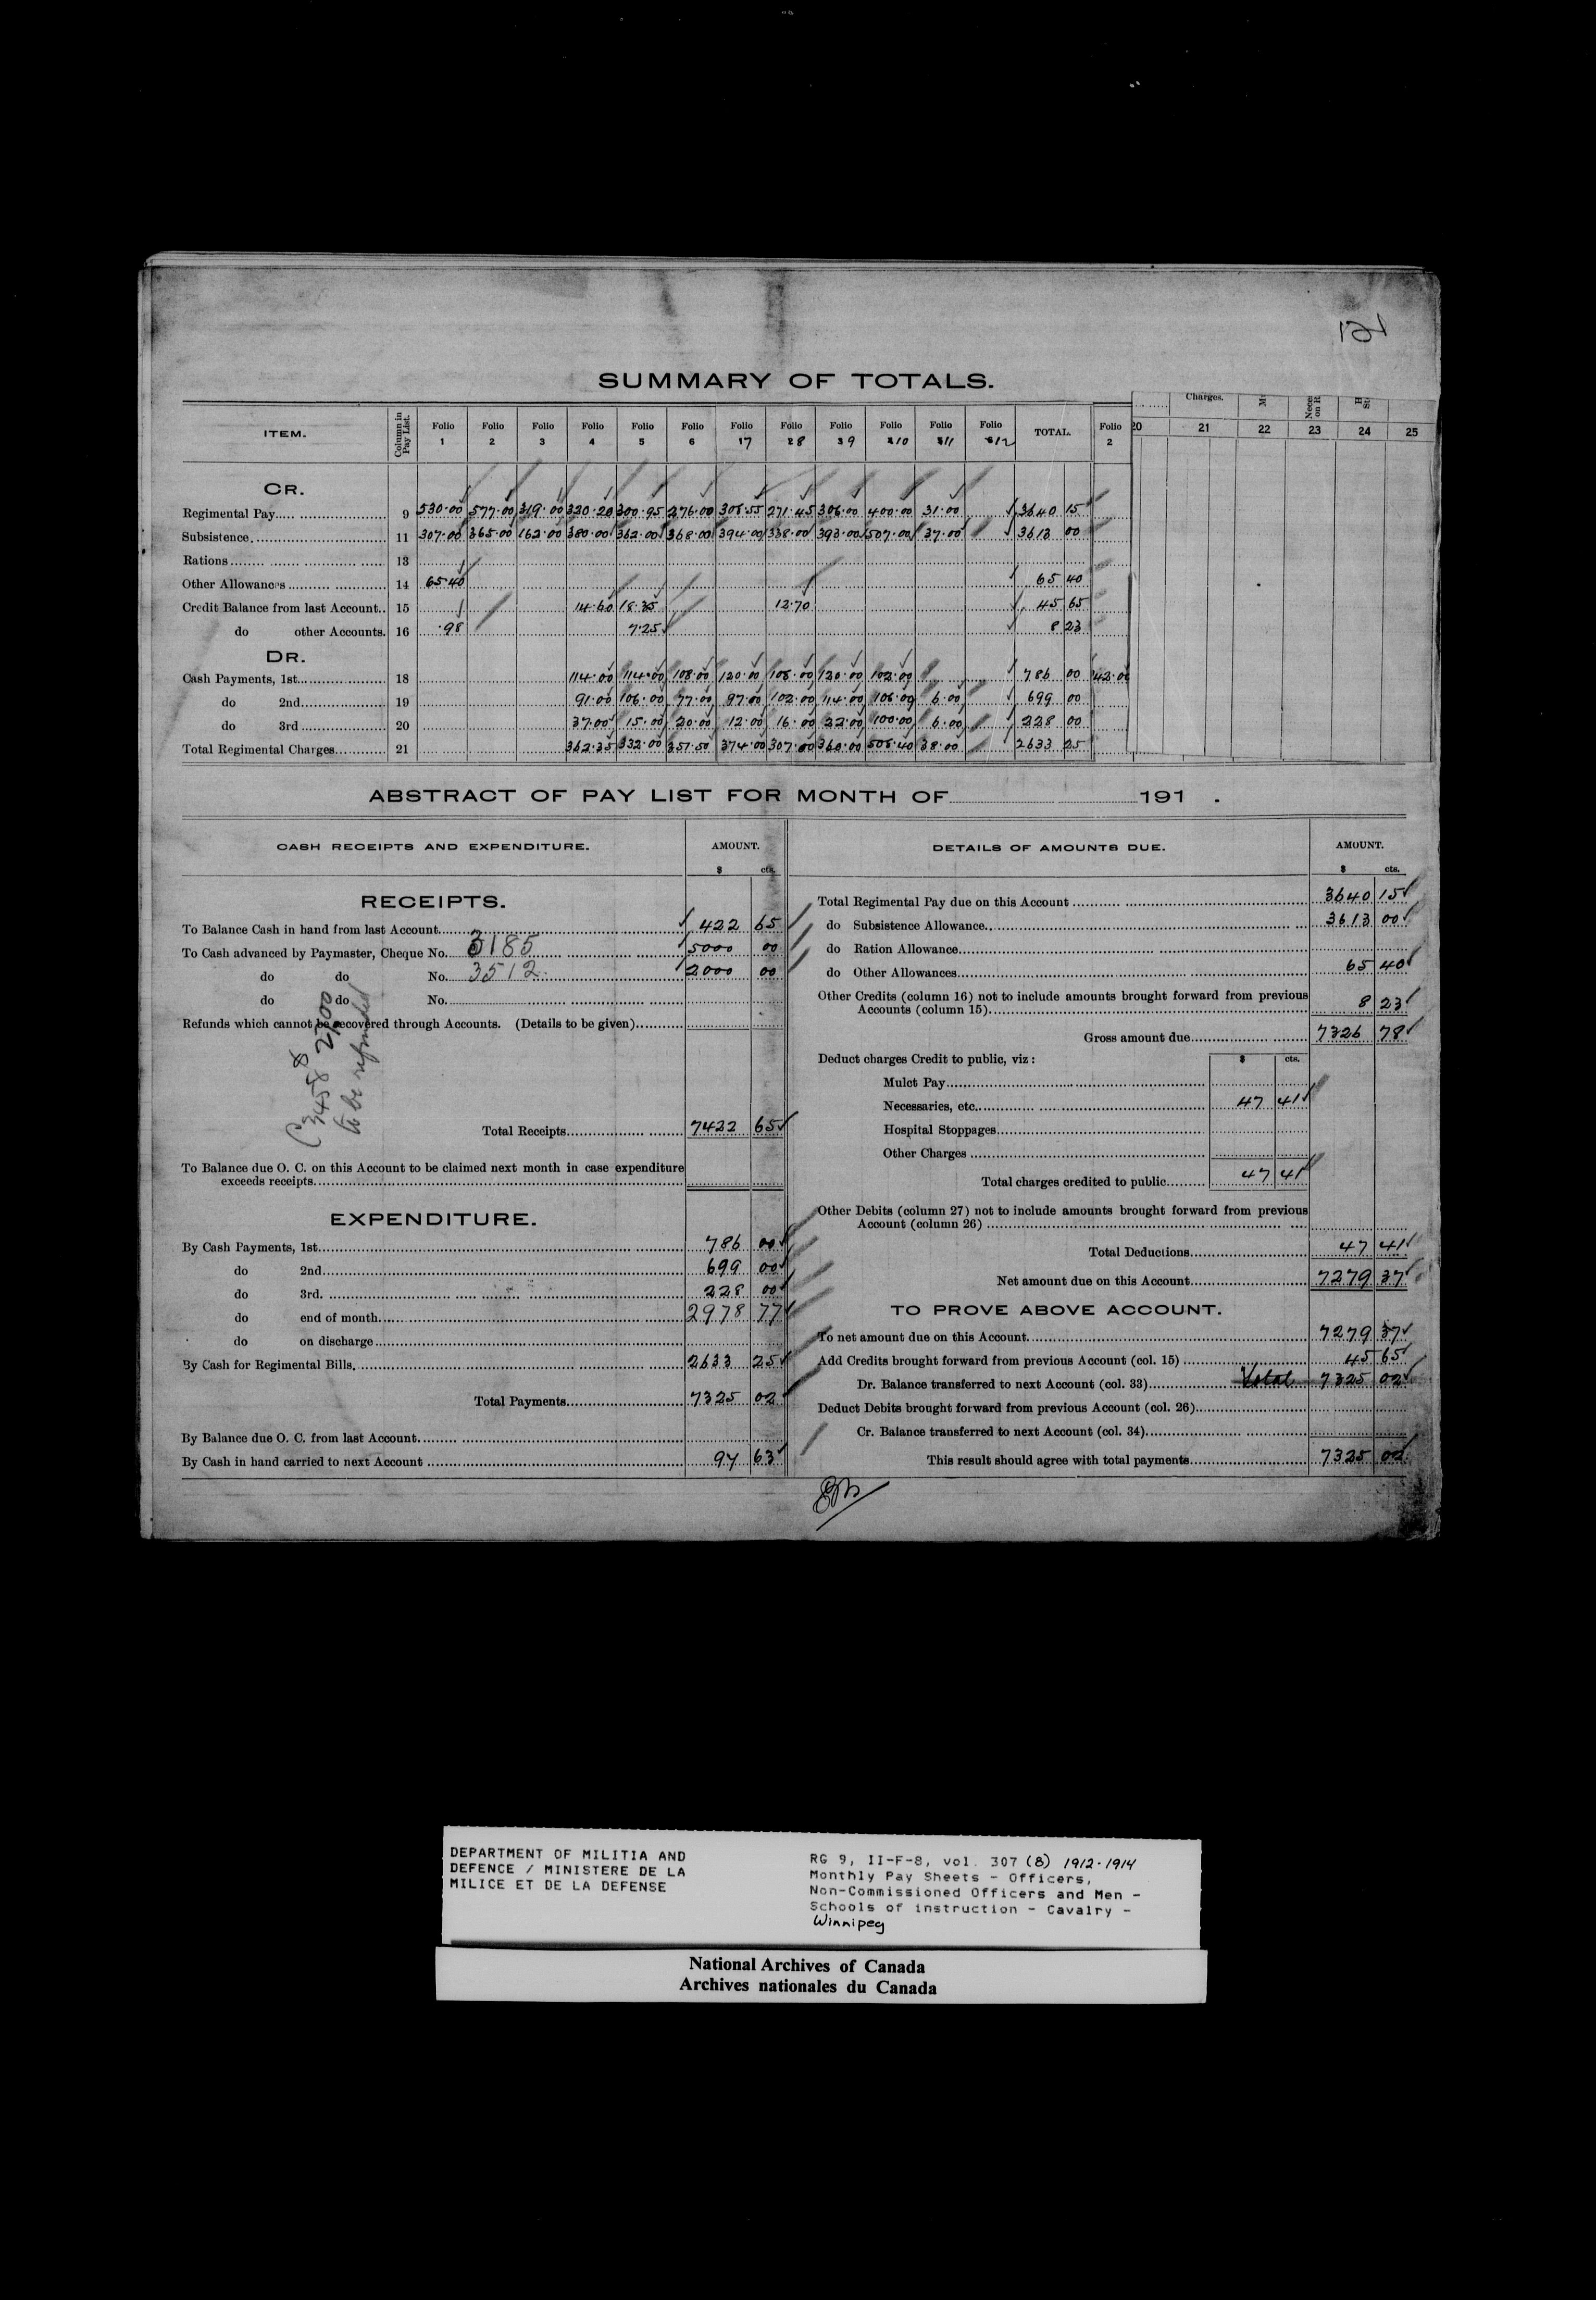 121
SUMMARY OF TOTALS.
ITEM. Column in Pay List. Folio 1 Folio 2 Folio 3 Folio 4 Folio 5 Folio 6 Folio 17 Folio 8 Folio 9 Folio 10 Folio 11 Folio 12 TOTAL. Folio 2
Charges.
20 21 22 23 24 25
CR.
Regimental Pay 9 530.00 577.00 319.00 320.20 300.95 276.00 308.55 271.45 306.00 400.00 31.00 3640 15
Subsistence 11 307.00 365.00 162.00 380.00 362.00 368.00 394.00 338.00 393.00 507.00 37.00 3613 00
Rations 13
Other Allowances 14 65.40 65 40
Credit Balance from last Account.. 15 14.60 18.35 12.70 45 65
do other Accounts. 16 .98 7.25 8 23
DR.
Cash Payments, 1st 18 114.00 114.00 108.00 120.00 108.00 120.00 102.00 786 00 42.00
do 2nd 19 91.00 106.00 77.00 97.00 102.00 114.00 106.00 6.00 699 00
do 3rd 20 37.00 15.00 20.00 12.00 16.00 22.00 100.00 6.00 228 00
Total Regimental Charges 21 362.35 332.00 351.50 374.00 307.00 360.00 508.40 38.00 2633 25
ABSTRACT OF PAY LIST FOR MONTH OF 191 .
CASH RECEIPTS AND EXPENDITURE. AMOUNT.
$ cts.
RECEIPTS.
To Balance Cash in hand from last Account 422 65
To Cash advanced by Paymaster, Cheque No. 3185 5000 00
do do No. 3512 2000 00
do do No.
Refunds which cannot be recovered through Accounts. (Details to be given)
3458
to be refunded
Total Receipts 7422 65
To Balance due O. C. on this Account to be claimed next month in case expenditure
exceeds receipts
EXPENDITURE.
By Cash Payments, 1st 786 00
do 2nd 699 00
do 3rd. 228 00
do end of month 2978 77
do on discharge
By Cash for Regimental Bills. 2633 25
Total Payments 7325 02
By Balance due O. C. from last Account
By Cash in hand carried to next Account 97 63
DETAILS OF AMOUNTS DUE. AMOUNT.
$ cts.
Total Regimental Pay due on this Account 3640 15
do Subsistence Allowance 3613 00
do Ration Allowance
do Other Allowances 65 40
Other Credits (column 16) not to include amounts brought forward from previous
Accounts (column 15) 8 23
Gross amount due 7326 78
Deduct charges Credit to public, viz : $ cts.
Mulct Pay
Necessaries, etc. 47 41
Hospital Stoppages
Other Charges
Total charges credited to public 47 41
Other Debits (column 27) not to include amounts brought forward from previous
Account (column 26)
Total Deductions 47 41
Net amount due on this Account 7279 37
TO PROVE ABOVE ACCOUNT.
To net amount due on this Account 7279 37
Add Credits brought forward from previous Account (col. 15) 45 65
Dr. Balance transferred to next Account (col. 33) Total 7325 02
Deduct Debits brought forward from previous Account (col. 26)
Cr. Balance transferred to next Account (col. 34)
This result should agree with total payments 7325 02
DEPARTMENT OF MILITIA AND
DEFENCE / MINISTERE DE LA
MILICE ET DE LA DEFENSE
RG 9, II-F-8, vol. 307 (8) 1912-1914
Monthly Pay Sheets - Officers,
Non-Commissioned Officers and Men -
Schools of instruction - Cavalry -
Winnipeg
National Archives of Canada
Archives nationales du Canada